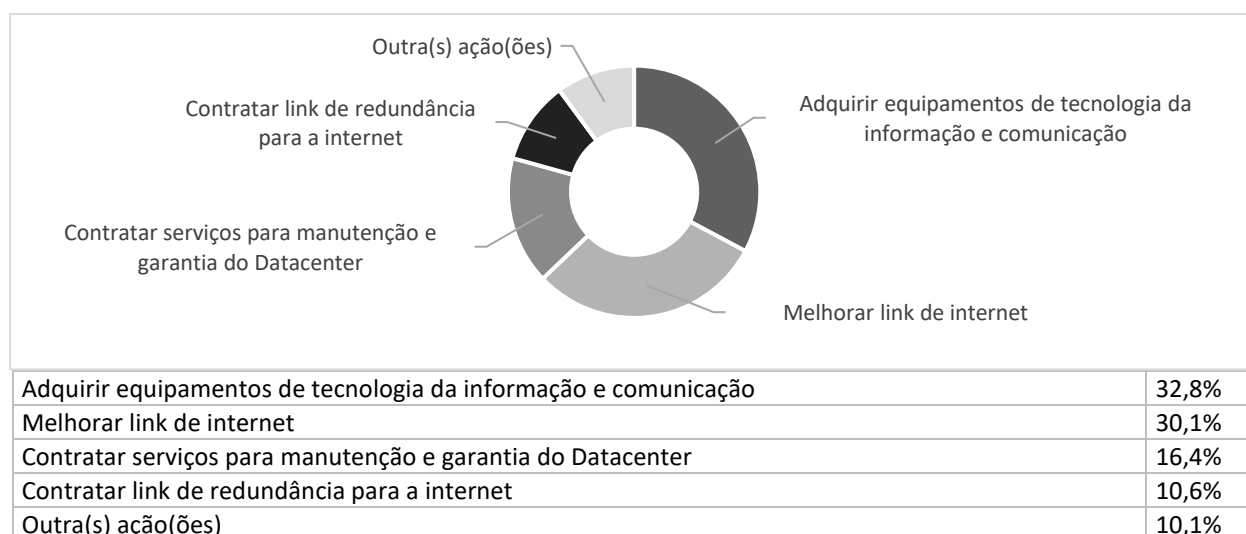 Outra(s) ação(ões)
Contratar link de redundância
para a internet
Adquirir equipamentos de tecnologia da
informação e comunicação
Contratar serviços para manutenção e
garantia do Datacenter
Melhorar link de internet
Adquirir equipamentos de tecnologia da informação e comunicação 32,8%
Melhorar link de internet 30,1%
Contratar serviços para manutenção e garantia do Datacenter 16,4%
Contratar link de redundância para a internet 10,6%
Outra(s) ação(ões) 10,1%